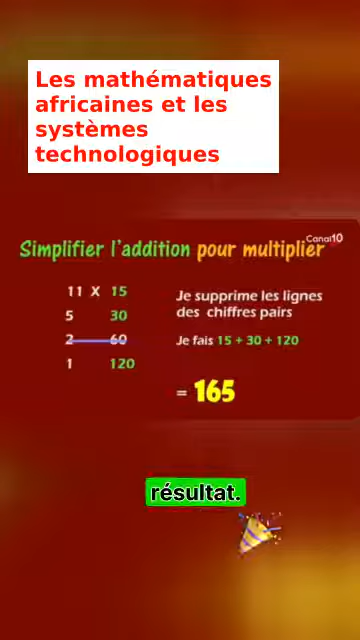 Les mathématiques
africaines et les
systèmes
technologiques
Canal10
Simplifier l'addition pour multiplier
11 X 15
5 30
2 60
1 120
Je supprime les lignes
des chiffres pairs
Je fais 15 + 30 + 120
= 165
résultat.